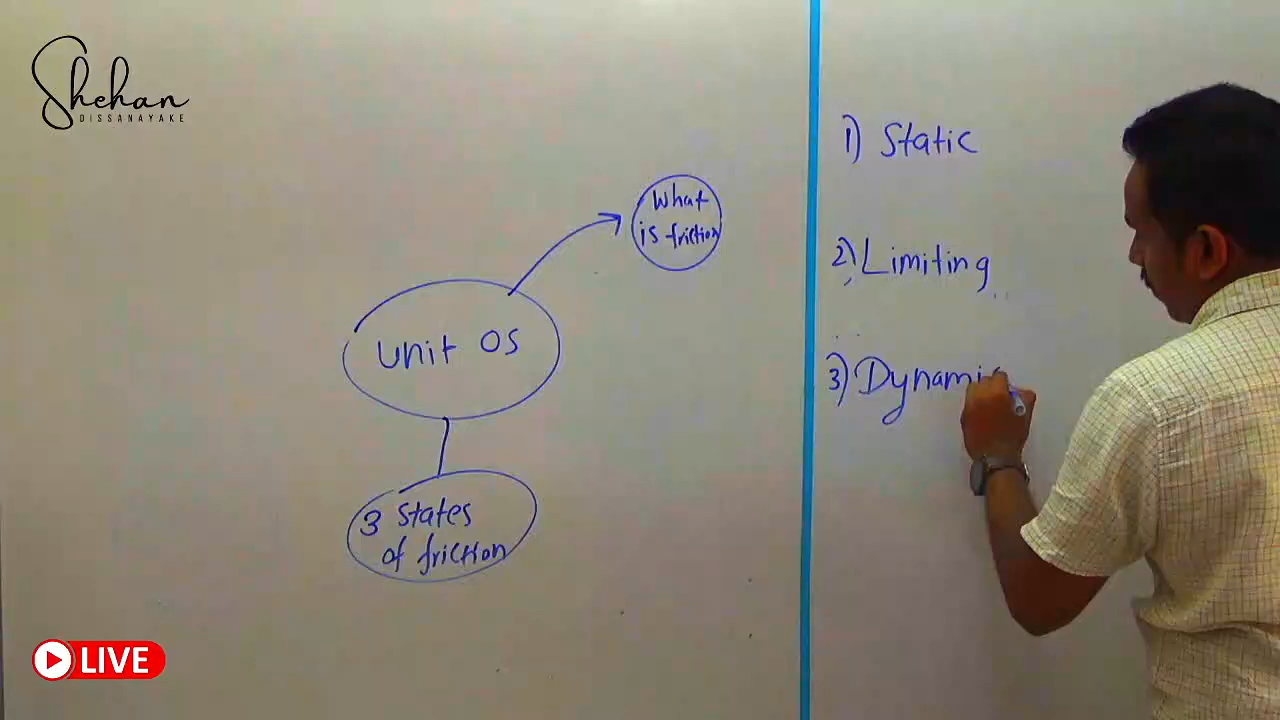 Shehan
DISSANAYAKE
What
is friction
unit 05
3 states
of friction
1) Static
2) Limiting
3) Dynamic
LIVE